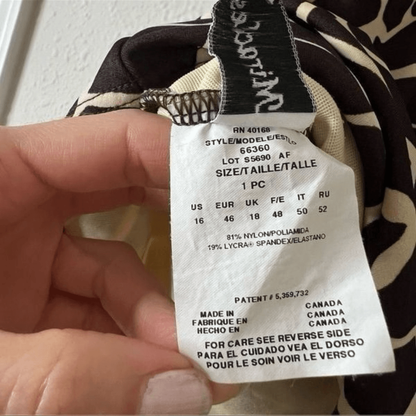 MiracleSuit
RN 40168
STYLE/MODELE/ESTILO
66360
LOT S5690 AF
SIZE/TAILLE/TALLE
1 PC
US EUR UK F/E IT RU
16 46 18 48 50 52
81% NYLON/POLIAMIDA
19% LYCRA® SPANDEX/ELASTANO
PATENT # 5,359,732
MADE IN CANADA
FABRIQUE EN CANADA
HECHO EN CANADA
FOR CARE SEE REVERSE SIDE
PARA EL CUIDADO VEA EL DORSO
POUR LE SOIN VOIR LE VERSO